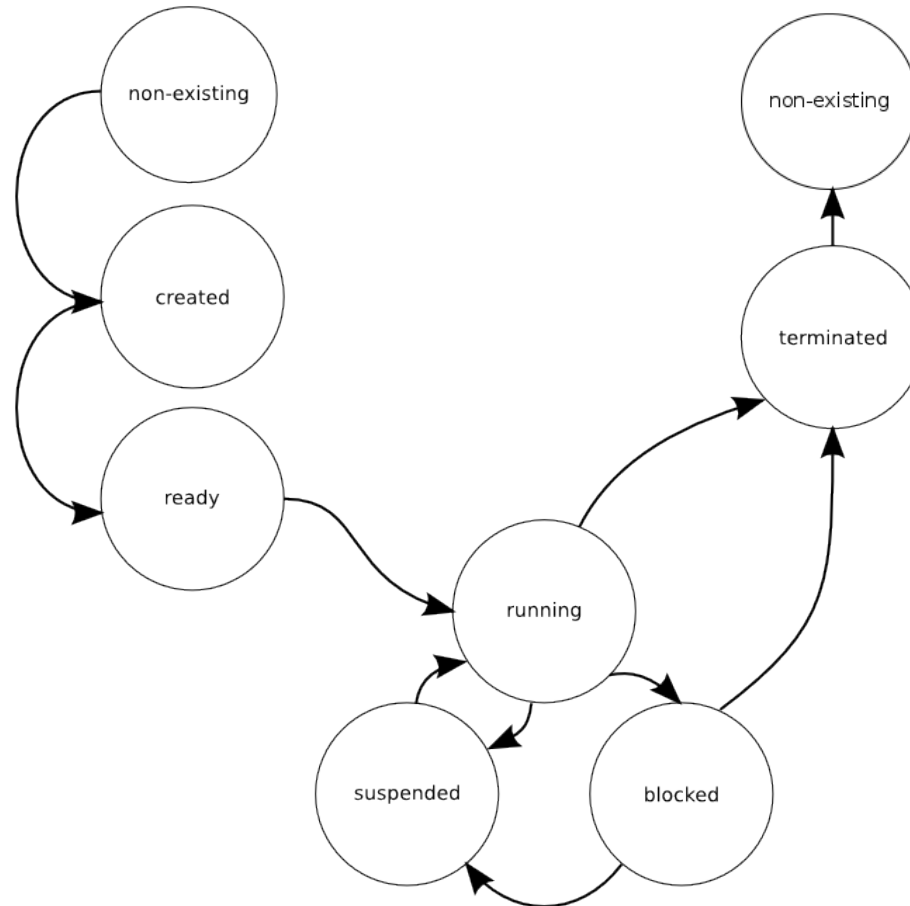 non-existing
non-existing
created
terminated
ready
running
suspended
blocked